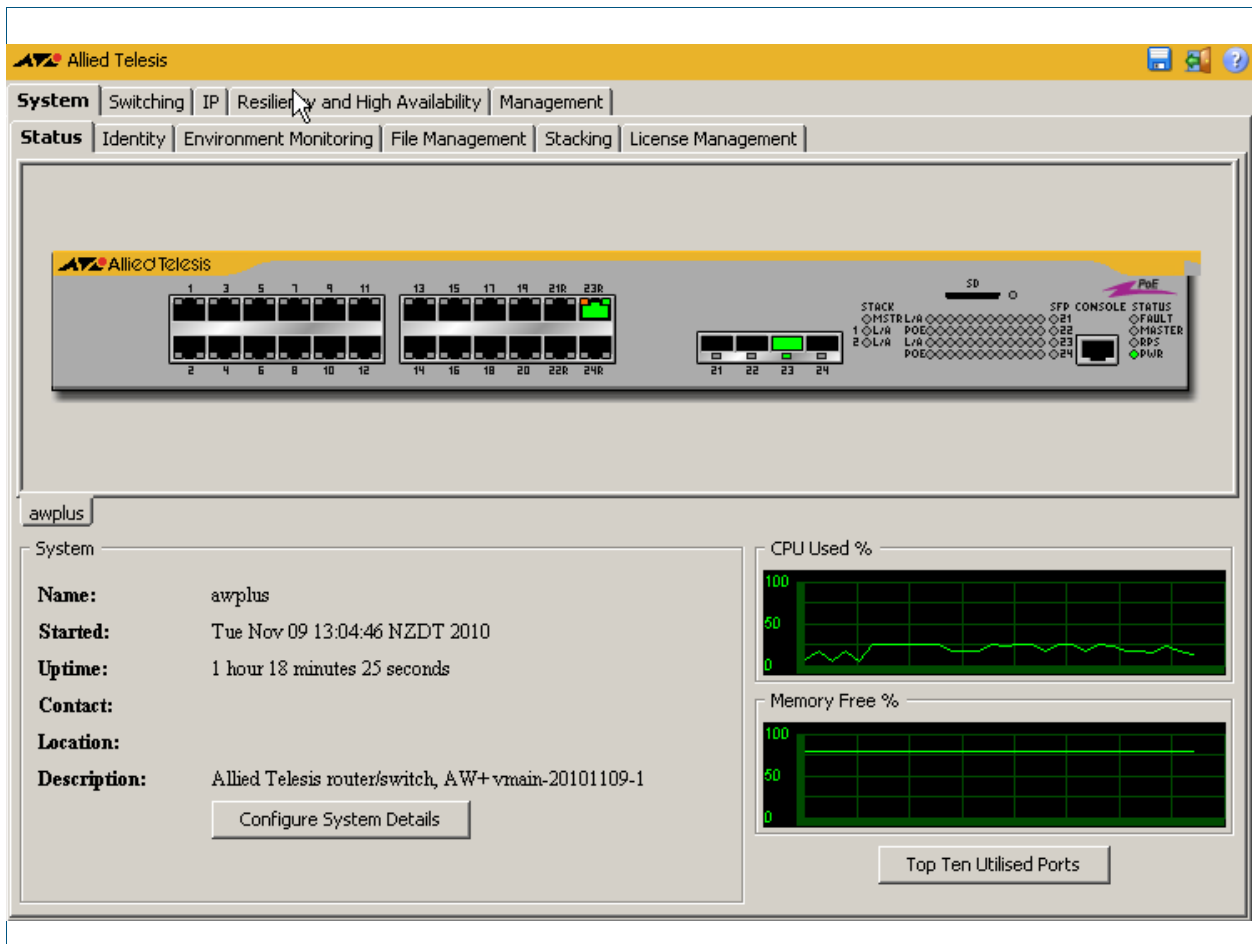 Allied Telesis
System Switching IP Resiliency and High Availability Management
Status Identity Environment Monitoring File Management Stacking License Management
Allied Telesis
1 3 5 7 9 11 13 15 17 19 21R 23R
2 4 6 8 10 12 14 16 18 20 22R 24R
21 22 23 24
SD
PoE
STACK SFP CONSOLE STATUS
MSTR L/A 21 FAULT
1 L/A POE 22 MASTER
2 L/A L/A 23 RPS
POE 24 PWR
awplus
System
Name: awplus
Started: Tue Nov 09 13:04:46 NZDT 2010
Uptime: 1 hour 18 minutes 25 seconds
Contact:
Location:
Description: Allied Telesis router/switch, AW+ vmain-20101109-1
Configure System Details
CPU Used %
100
50
0
Memory Free %
100
50
0
Top Ten Utilised Ports